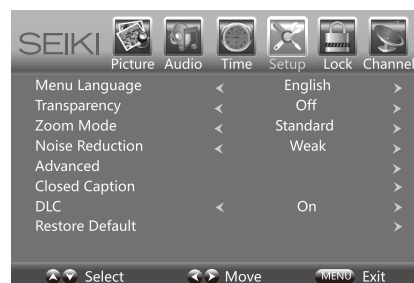 SEIKI
Picture Audio Time Setup Lock Channel
Menu Language English
Transparency Off
Zoom Mode Standard
Noise Reduction Weak
Advanced
Closed Caption
DLC On
Restore Default
Select Move MENU Exit